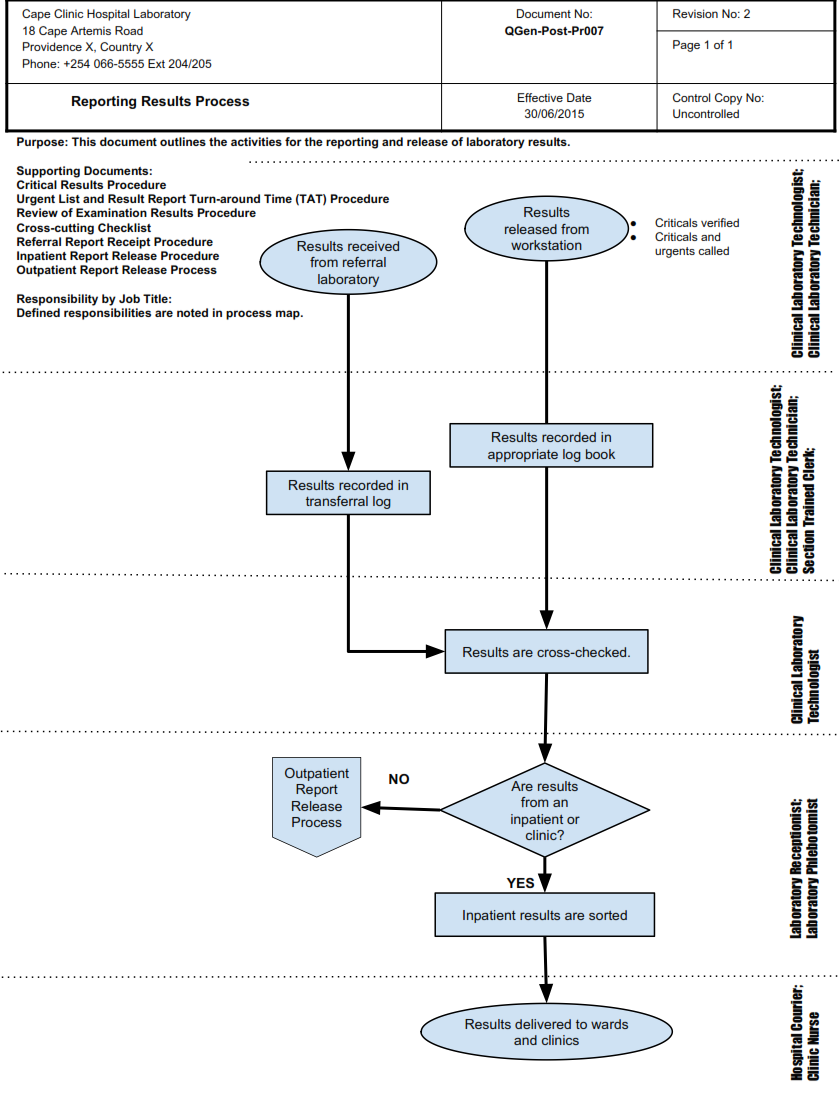 Cape Clinic Hospital Laboratory
18 Cape Artemis Road
Providence X, Country X
Phone: +254 066-5555 Ext 204/205
Document No:
QGen-Post-Pr007
Revision No: 2
Page 1 of 1
Reporting Results Process
Effective Date
30/06/2015
Control Copy No:
Uncontrolled
Purpose: This document outlines the activities for the reporting and release of laboratory results.
Supporting Documents:
Critical Results Procedure
Urgent List and Result Report Turn-around Time (TAT) Procedure
Review of Examination Results Procedure
Cross-cutting Checklist
Referral Report Receipt Procedure
Inpatient Report Release Procedure
Outpatient Report Release Process
Responsibility by Job Title:
Defined responsibilities are noted in process map.
Results received
from referral
laboratory
Results
released from
workstation
• Criticals verified
• Criticals and
urgents called
Clinical Laboratory Technologist;
Clinical Laboratory Technician;
Results recorded in
appropriate log book
Results recorded in
transferral log
Clinical Laboratory Technologist;
Clinical Laboratory Technician;
Section Trained Clerk;
Results are cross-checked.
Clinical Laboratory
Technologist
Are results
from an
inpatient or
clinic?
NO
Outpatient
Report
Release
Process
YES
Inpatient results are sorted
Laboratory Receptionist;
Laboratory Phlebotomist
Results delivered to wards
and clinics
Hospital Courier;
Clinic Nurse